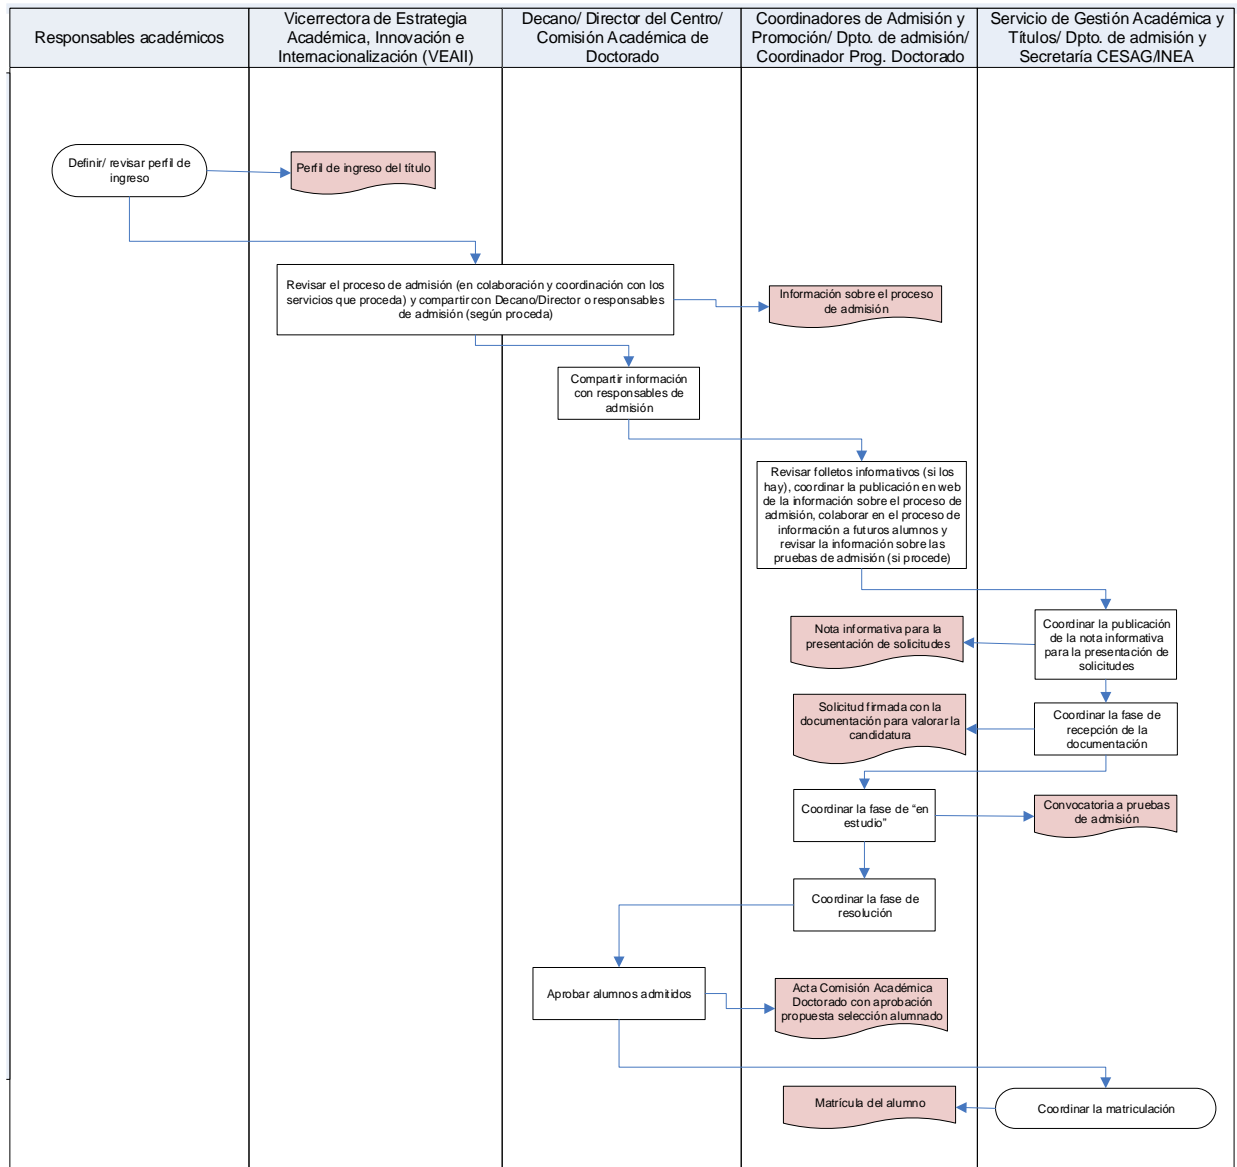 Responsables académicos
Vicerrectora de Estrategia
Académica, Innovación e
Internacionalización (VEAII)
Decano/ Director del Centro/
Comisión Académica de
Doctorado
Coordinadores de Admisión y
Promoción/ Dpto. de admisión/
Coordinador Prog. Doctorado
Servicio de Gestión Académica y
Títulos/ Dpto. de admisión y
Secretaría CESAG/INEA
Definir/ revisar perfil de
ingreso
Perfil de ingreso del título
Revisar el proceso de admisión (en colaboración y coordinación con los
servicios que proceda) y compartir con Decano/Director o responsables
de admisión (según proceda)
Información sobre el proceso
de admisión
Compartir información
con responsables de
admisión
Revisar folletos informativos (si los
hay), coordinar la publicación en web
de la información sobre el proceso de
admisión, colaborar en el proceso de
información a futuros alumnos y
revisar la información sobre las
pruebas de admisión (si procede)
Nota informativa para la
presentación de solicitudes
Coordinar la publicación
de la nota informativa
para la presentación de
solicitudes
Solicitud firmada con la
documentación para valorar la
candidatura
Coordinar la fase de
recepción de la
documentación
Coordinar la fase de “en
estudio”
Convocatoria a pruebas
de admisión
Coordinar la fase de
resolución
Aprobar alumnos admitidos
Acta Comisión Académica
Doctorado con aprobación
propuesta selección alumnado
Matrícula del alumno
Coordinar la matriculación